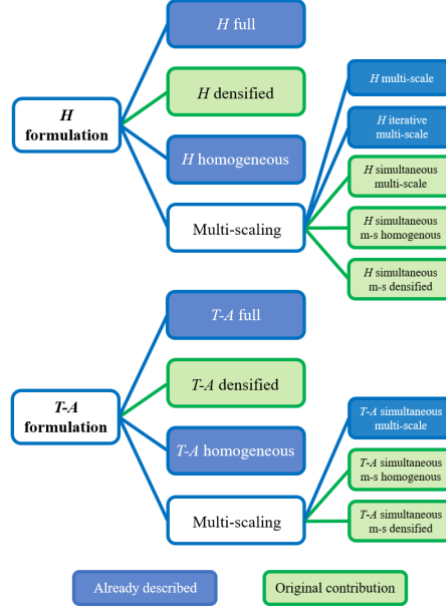 H full
H densified
H
formulation
H homogeneous
Multi-scaling
H multi-scale
H iterative
multi-scale
H simultaneous
multi-scale
H simultaneous
m-s homogenous
H simultaneous
m-s densified
T-A full
T-A densified
T-A
formulation
T-A homogeneous
Multi-scaling
T-A simultaneous
multi-scale
T-A simultaneous
m-s homogenous
T-A simultaneous
m-s densified
Already described
Original contribution